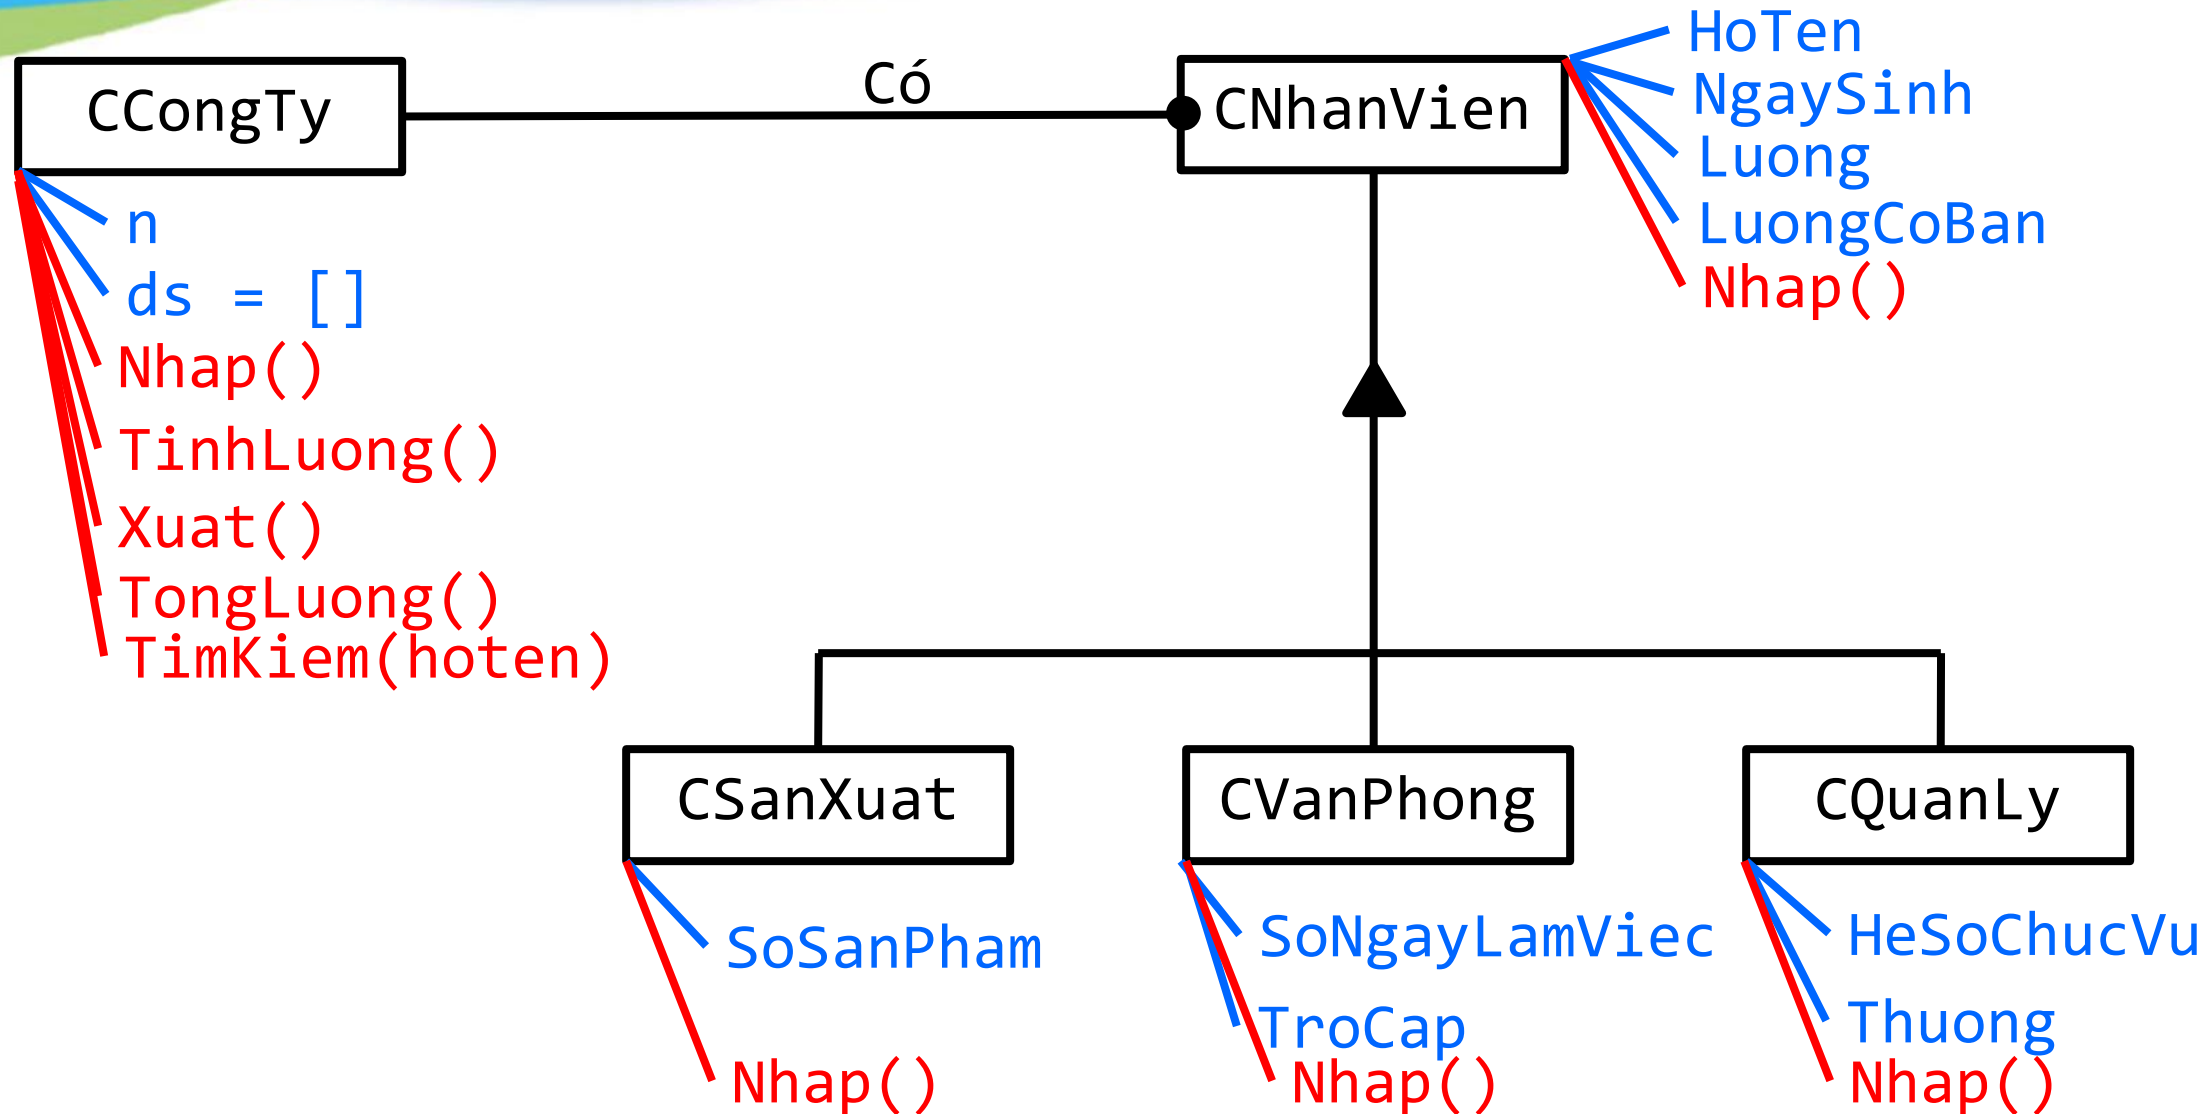 CCongTy
n
ds = []
Nhap()
TinhLuong()
Xuat()
TongLuong()
TimKiem(hoten)
Có
CNhanVien
HoTen
NgaySinh
Luong
LuongCoBan
Nhap()
CSanXuat
SoSanPham
Nhap()
CVanPhong
SoNgayLamViec
TroCap
Nhap()
CQuanLy
HeSoChucVu
Thuong
Nhap()